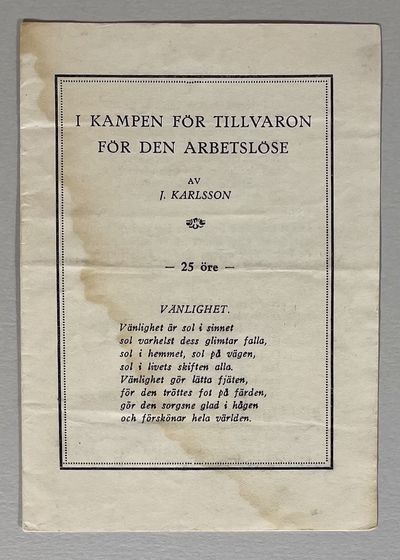 I KAMPEN FÖR TILLVARON
FÖR DEN ARBETSLÖSE
AV
J. KARLSSON
— 25 öre —
VÄNLIGHET.
Vänlighet är sol i sinnet
sol varhelst dess glimtar falla,
sol i hemmet, sol på vägen,
sol i livets skiften alla.
Vänlighet gör lätta fjäten,
för den tröttes fot på färden,
gör den sorgsne glad i hågen
och förskönar hela världen.